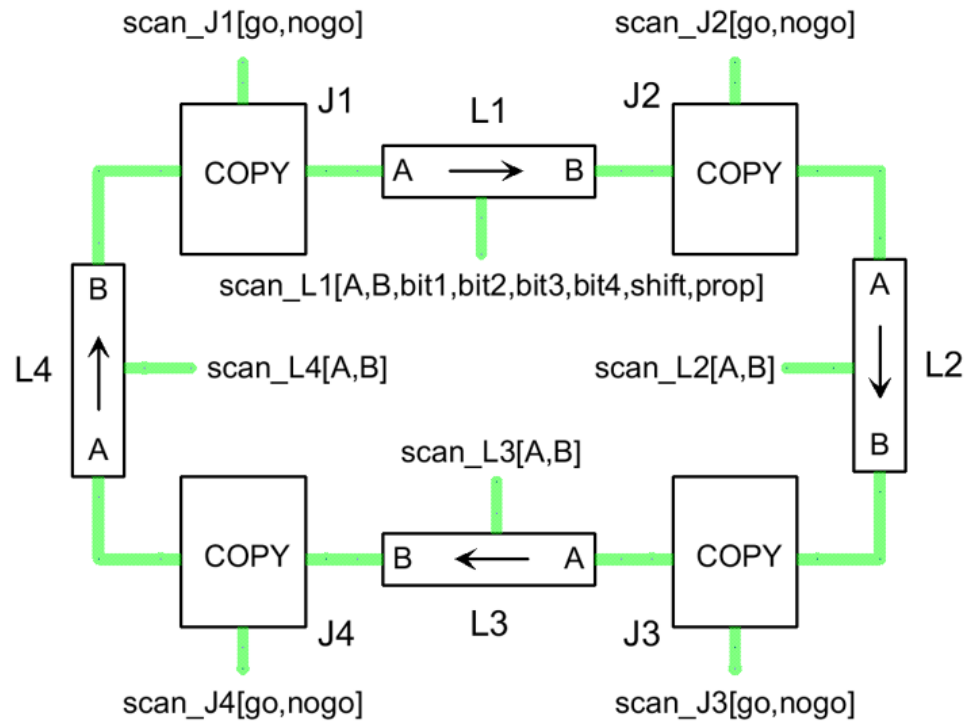 scan_J1[go,nogo]
scan_J2[go,nogo]
J1
L1
J2
COPY
A
B
COPY
scan_L1[A,B,bit1,bit2,bit3,bit4,shift,prop]
B
A
L4
scan_L4[A,B]
scan_L2[A,B]
L2
A
B
scan_L3[A,B]
COPY
B
A
COPY
J4
L3
J3
scan_J4[go,nogo]
scan_J3[go,nogo]